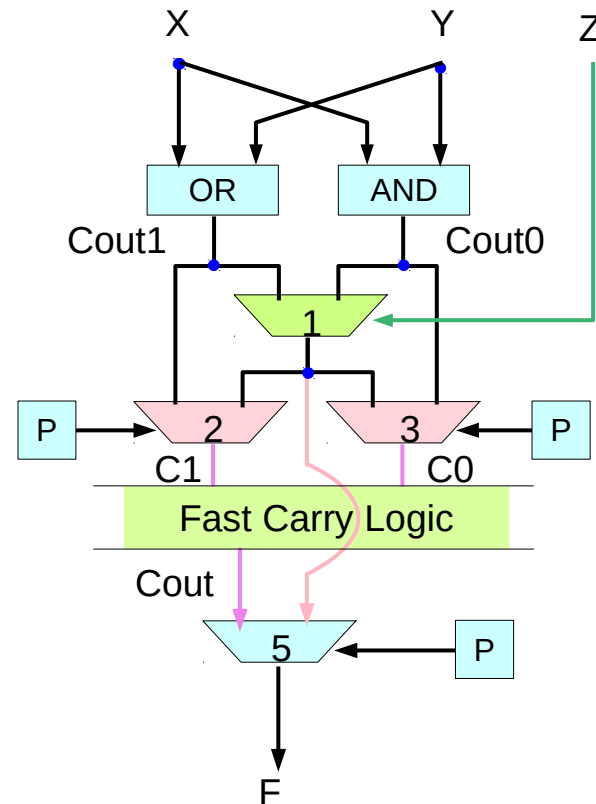 X Y Z
OR AND
Cout1 Cout0
1
P 2 3 P
C1 C0
Fast Carry Logic
Cout
5 P
F